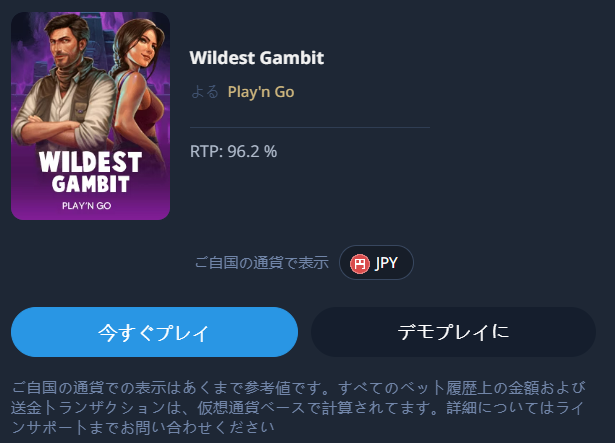 WILDEST
GAMBIT
PLAY'N GO
Wildest Gambit
よる Play'n Go
RTP: 96.2 %
ご自国の通貨で表示 円 JPY
今すぐプレイ
デモプレイに
ご自国の通貨での表示はあくまで参考値です。すべてのベット履歴上の金額および
送金トランザクションは、仮想通貨ベースで計算されてます。詳細についてはライ
ンサポートまでお問い合わせください